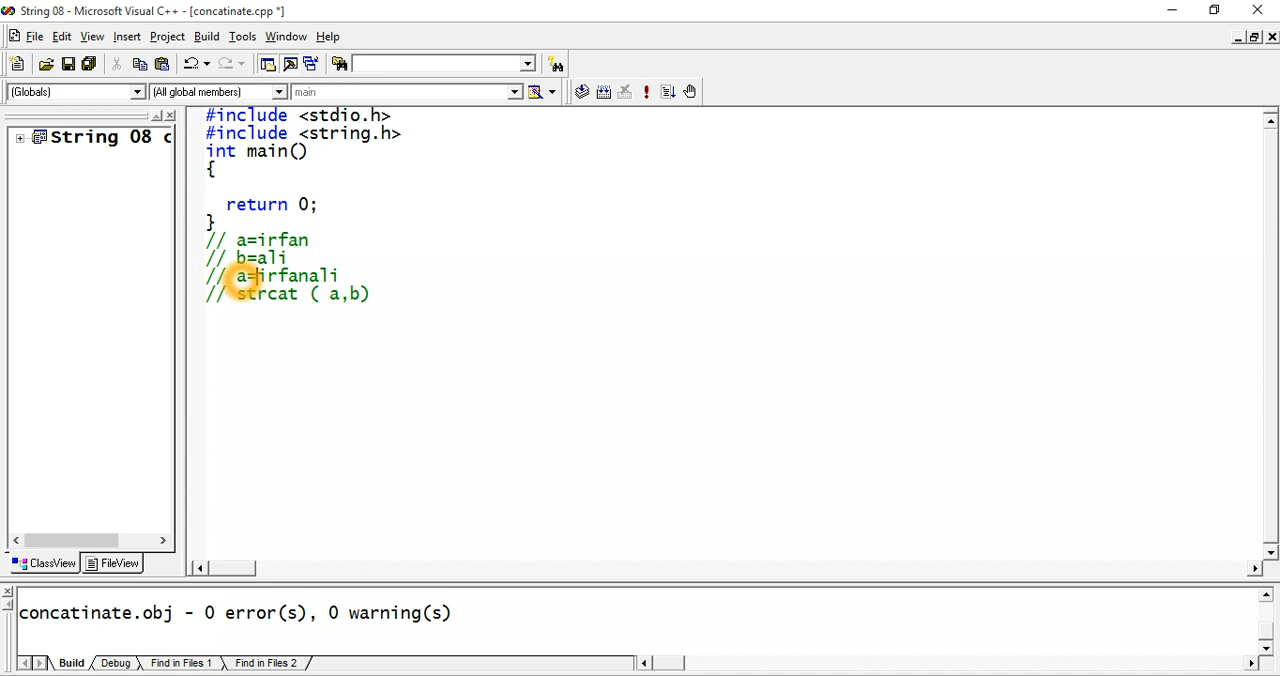 String 08 - Microsoft Visual C++ - [concatinate.cpp *]
File Edit View Insert Project Build Tools Window Help
(Globals) (All global members) main
#include <stdio.h>
#include <string.h>
int main()
{
return 0;
}
// a=irfan
// b=ali
// a=irfanali
// strcat ( a,b)
String 08 c
ClassView FileView
concatinate.obj - 0 error(s), 0 warning(s)
Build Debug Find in Files 1 Find in Files 2